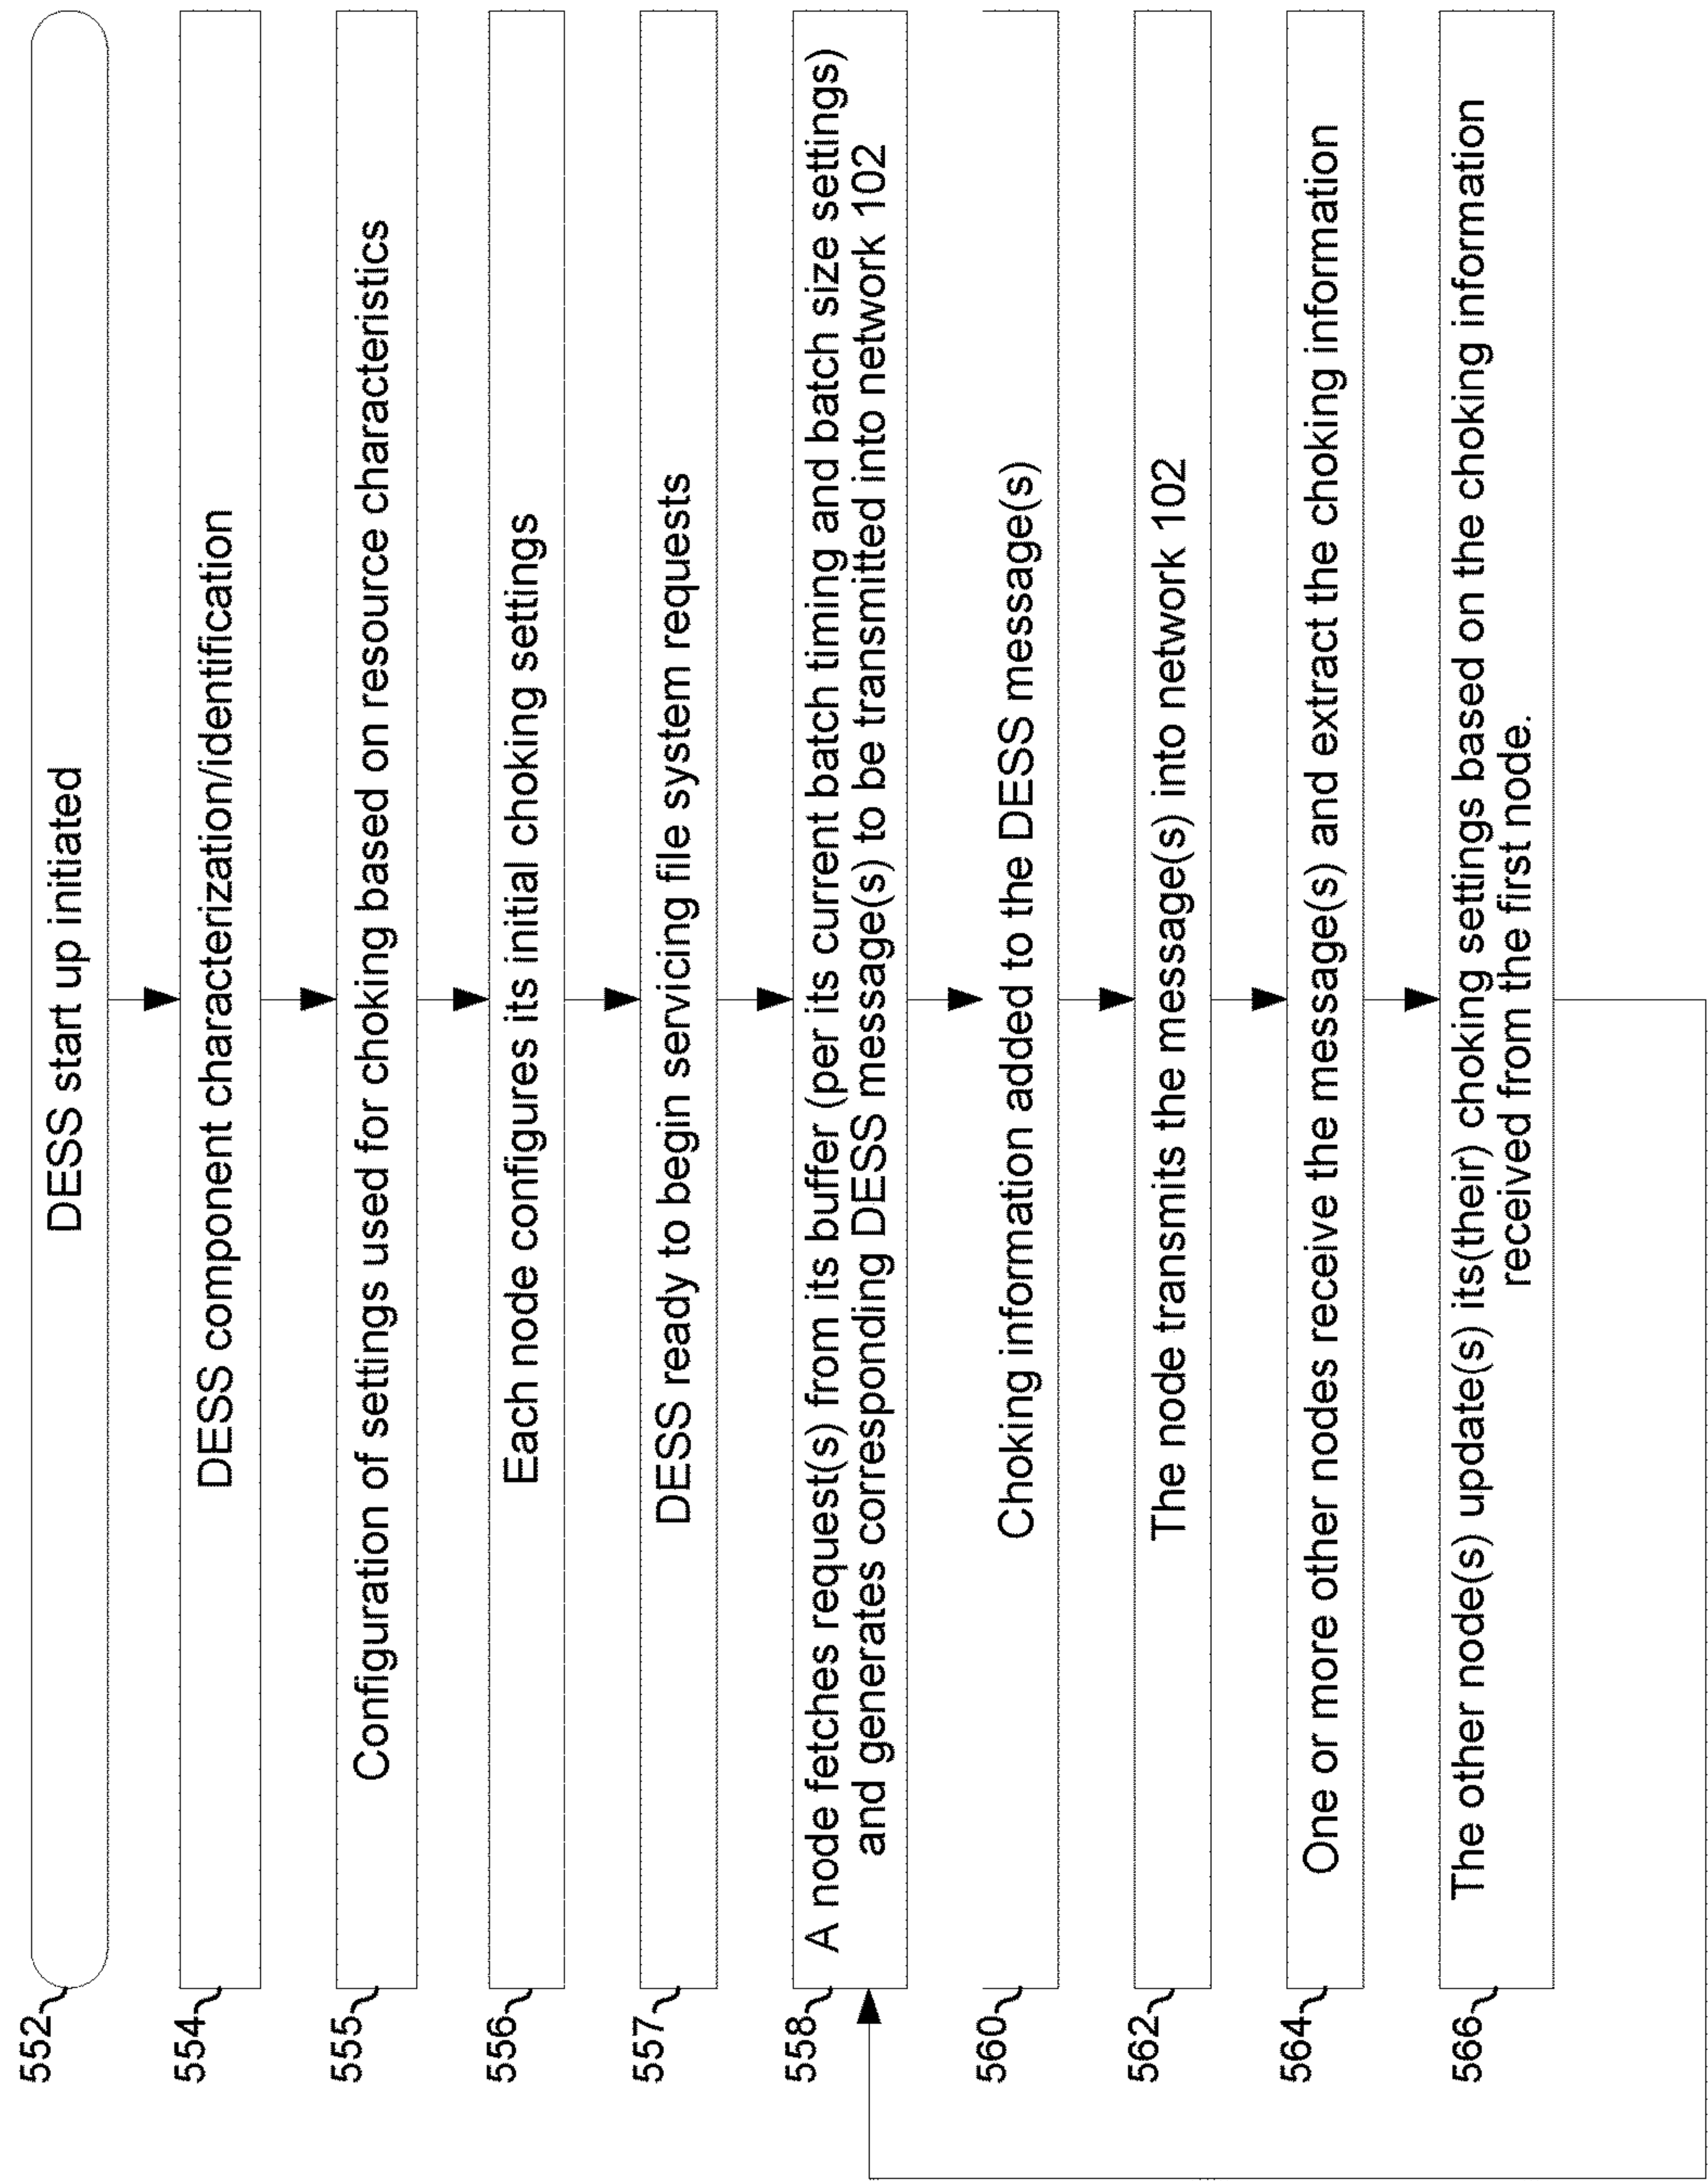 552
DESS start up initiated
554
DESS component characterization/identification
555
Configuration of settings used for choking based on resource characteristics
556
Each node configures its initial choking settings
557
DESS ready to begin servicing file system requests
558
A node fetches request(s) from its buffer (per its current batch timing and batch size settings)
and generates corresponding DESS message(s) to be transmitted into network 102
560
Choking information added to the DESS message(s)
562
The node transmits the message(s) into network 102
564
One or more other nodes receive the message(s) and extract the choking information
566
The other node(s) update(s) its(their) choking settings based on the choking information
received from the first node.